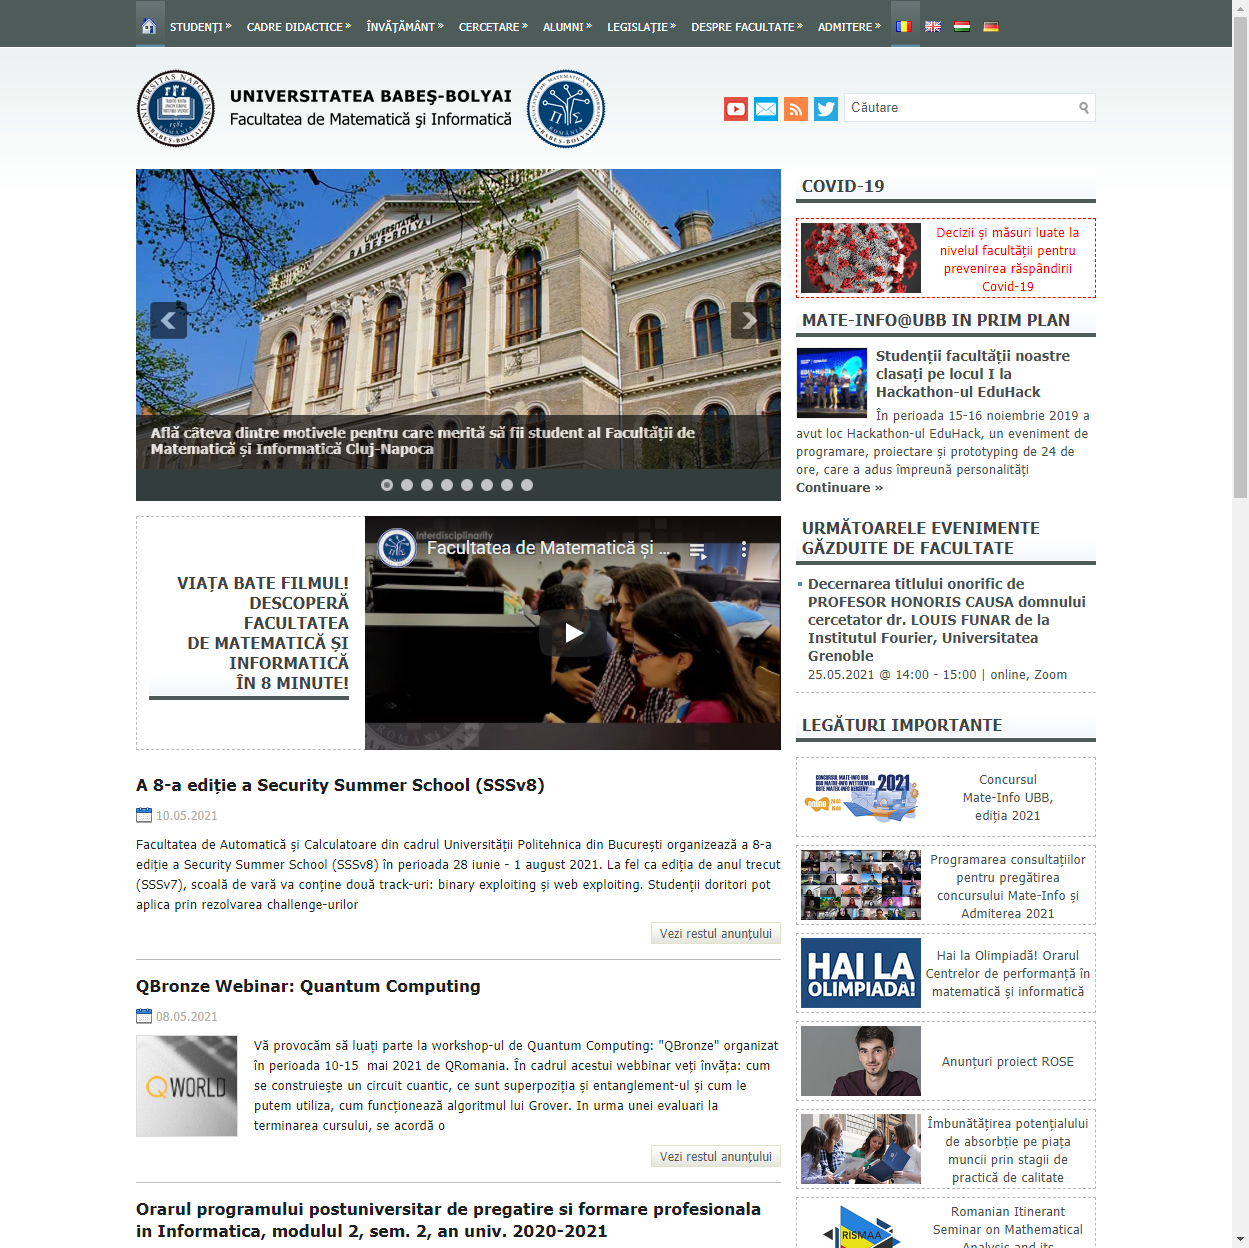 STUDENȚI »
CADRE DIDACTICE »
ÎNVĂȚĂMÂNT »
CERCETARE »
ALUMNI »
LEGISLAȚIE »
DESPRE FACULTATE »
ADMITERE »
UNIVERSITATEA BABEŞ-BOLYAI
Facultatea de Matematică şi Informatică
Căutare
UNIVERSITATEA
BABEȘ-BOLYAI
Află câteva dintre motivele pentru care merită să fii student al Facultății de
Matematică și Informatică Cluj-Napoca
VIAȚA BATE FILMUL!
DESCOPERĂ
FACULTATEA
DE MATEMATICĂ ȘI
INFORMATICĂ
ÎN 8 MINUTE!
Interdisciplinarity
Facultatea de Matematică și ...
A 8-a ediție a Security Summer School (SSSv8)
10.05.2021
Facultatea de Automatică și Calculatoare din cadrul Universității Politehnica din București organizează a 8-a
ediție a Security Summer School (SSSv8) în perioada 28 iunie - 1 august 2021. La fel ca ediția de anul trecut
(SSSv7), scoală de vară va conține două track-uri: binary exploiting și web exploiting. Studenții doritori pot
aplica prin rezolvarea challenge-urilor
Vezi restul anunțului
QBronze Webinar: Quantum Computing
08.05.2021
QWORLD
Vă provocăm să luați parte la workshop-ul de Quantum Computing: "QBronze" organizat
în perioada 10-15 mai 2021 de QRomania. În cadrul acestui webbinar veți învăța: cum
se construiește un circuit cuantic, ce sunt superpoziția și entanglement-ul și cum le
putem utiliza, cum funcționează algoritmul lui Grover. In urma unei evaluari la
terminarea cursului, se acordă o
Vezi restul anunțului
Orarul programului postuniversitar de pregatire si formare profesionala
in Informatica, modulul 2, sem. 2, an univ. 2020-2021
COVID-19
Decizii și măsuri luate la
nivelul facultății pentru
prevenirea răspândirii
Covid-19
MATE-INFO@UBB IN PRIM PLAN
Studenții facultății noastre
clasați pe locul I la
Hackathon-ul EduHack
În perioada 15-16 noiembrie 2019 a
avut loc Hackathon-ul EduHack, un eveniment de
programare, proiectare și prototyping de 24 de
ore, care a adus împreună personalități
Continuare »
URMĂTOARELE EVENIMENTE
GĂZDUITE DE FACULTATE
Decernarea titlului onorific de
PROFESOR HONORIS CAUSA domnului
cercetator dr. LOUIS FUNAR de la
Institutul Fourier, Universitatea
Grenoble
25.05.2021 @ 14:00 - 15:00 | online, Zoom
LEGĂTURI IMPORTANTE
2021
Concursul
Mate-Info UBB,
ediția 2021
Programarea consultațiilor
pentru pregătirea
concursului Mate-Info și
Admiterea 2021
HAI LA
OLIMPIADĂ!
Hai la Olimpiadă! Orarul
Centrelor de performanță în
matematică și informatică
Anunțuri proiect ROSE
Îmbunătățirea potențialului
de absorbție pe piața
muncii prin stagii de
practică de calitate
RISMAA
Romanian Itinerant
Seminar on Mathematical
Analysis and its